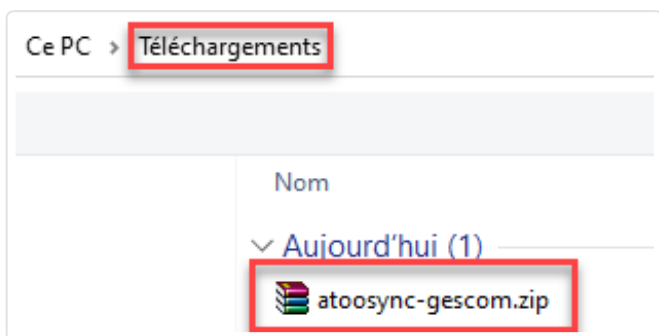 Ce PC > Téléchargements
Nom
Aujourd'hui (1)
atoosync-gescom.zip